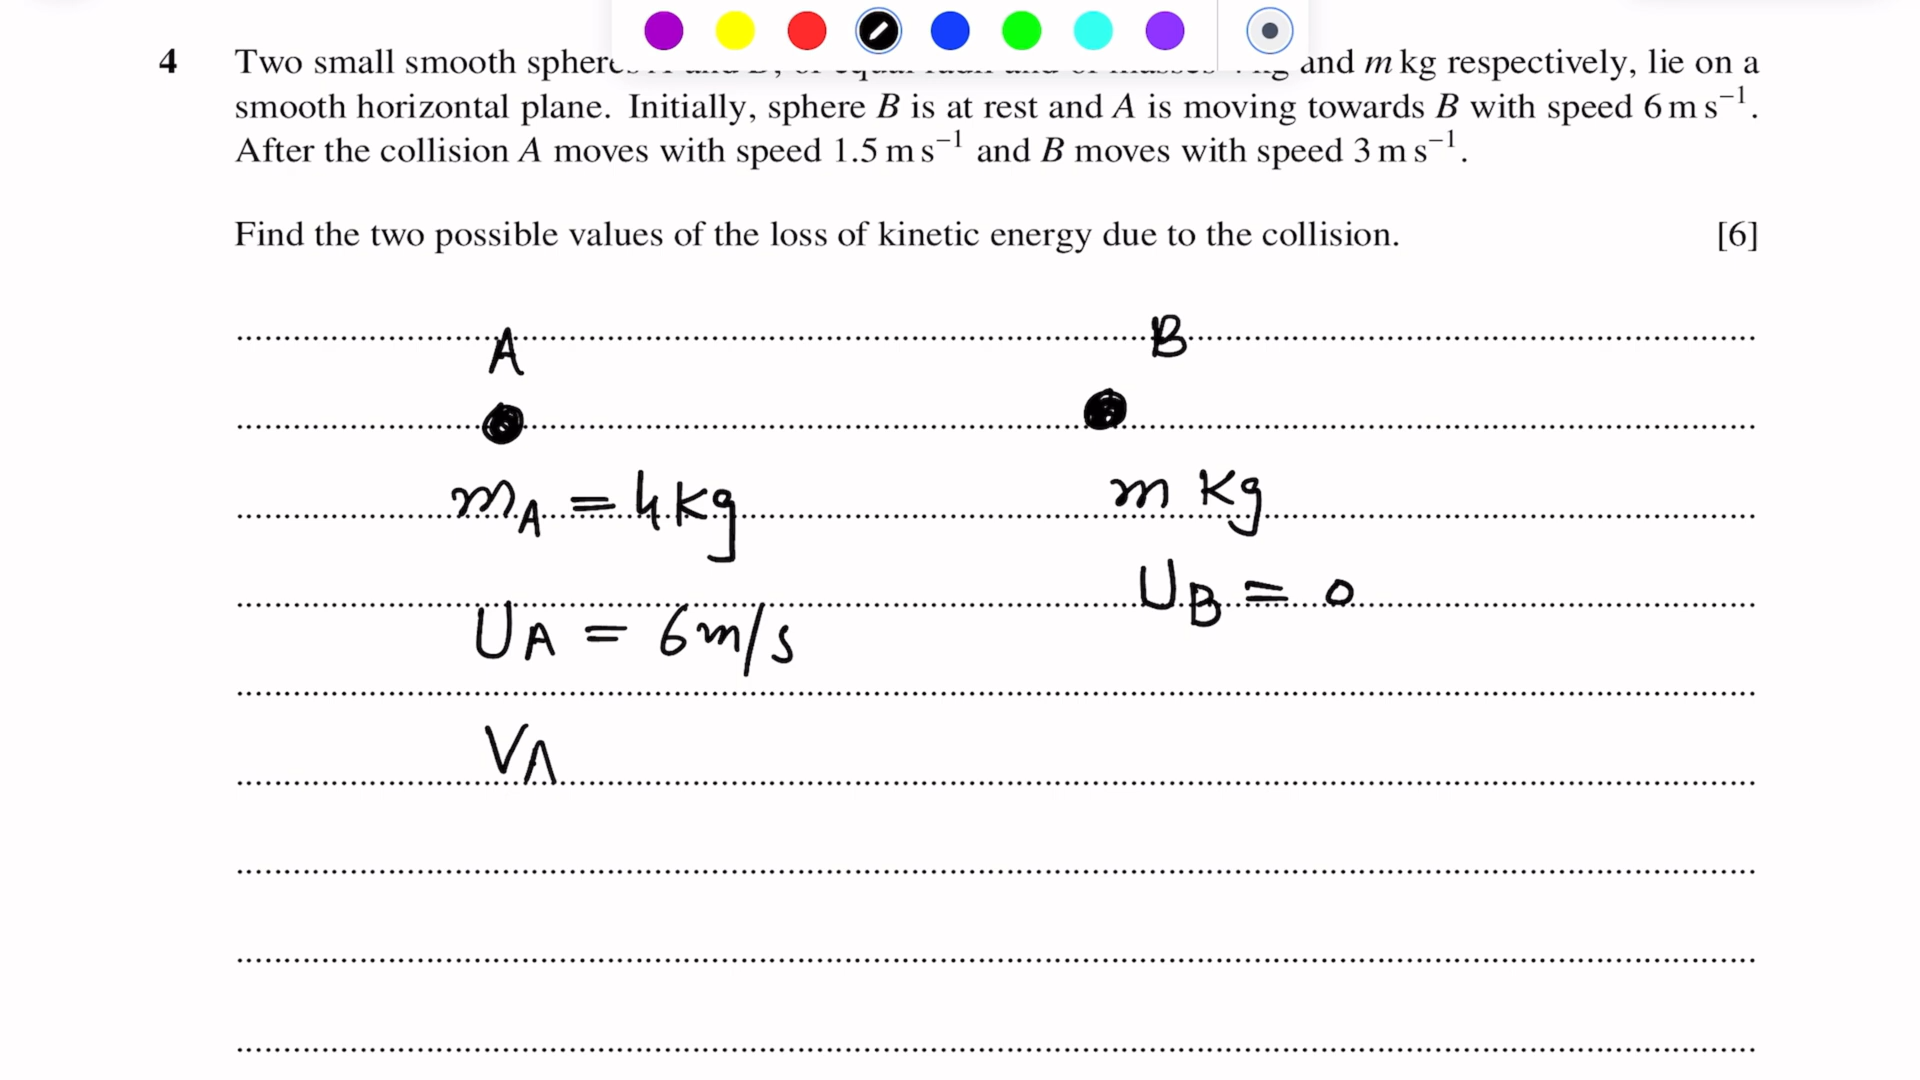 4 Two small smooth and m kg respectively, lie on a
smooth horizontal plane. Initially, sphere B is at rest and A is moving towards B with speed 6 m s⁻¹.
After the collision A moves with speed 1.5 m s⁻¹ and B moves with speed 3 m s⁻¹.
Find the two possible values of the loss of kinetic energy due to the collision. [6]
A B
m_A = 4 kg m Kg
U_A = 6 m/s U_B = 0
V_A